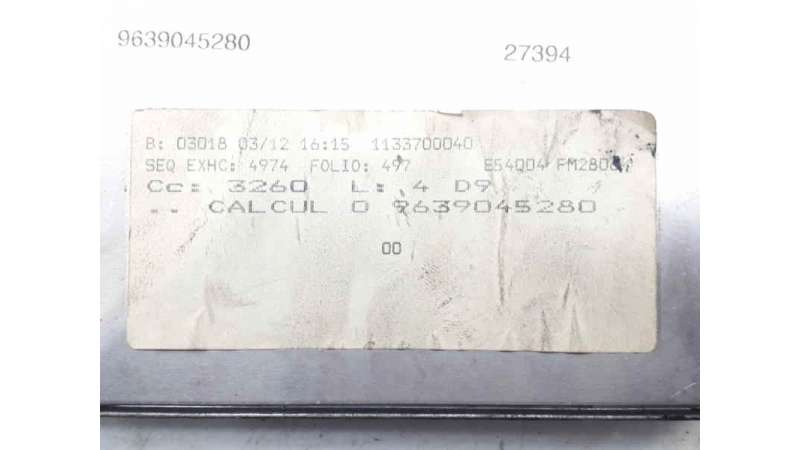 9639045280 27394
B: 03018 03/12 16:15 1133700040
SEQ EXHC: 4974 FOLIO: 497
Cc: 3260 L: 4 D9
.. CALCUL 0 9639045280
00